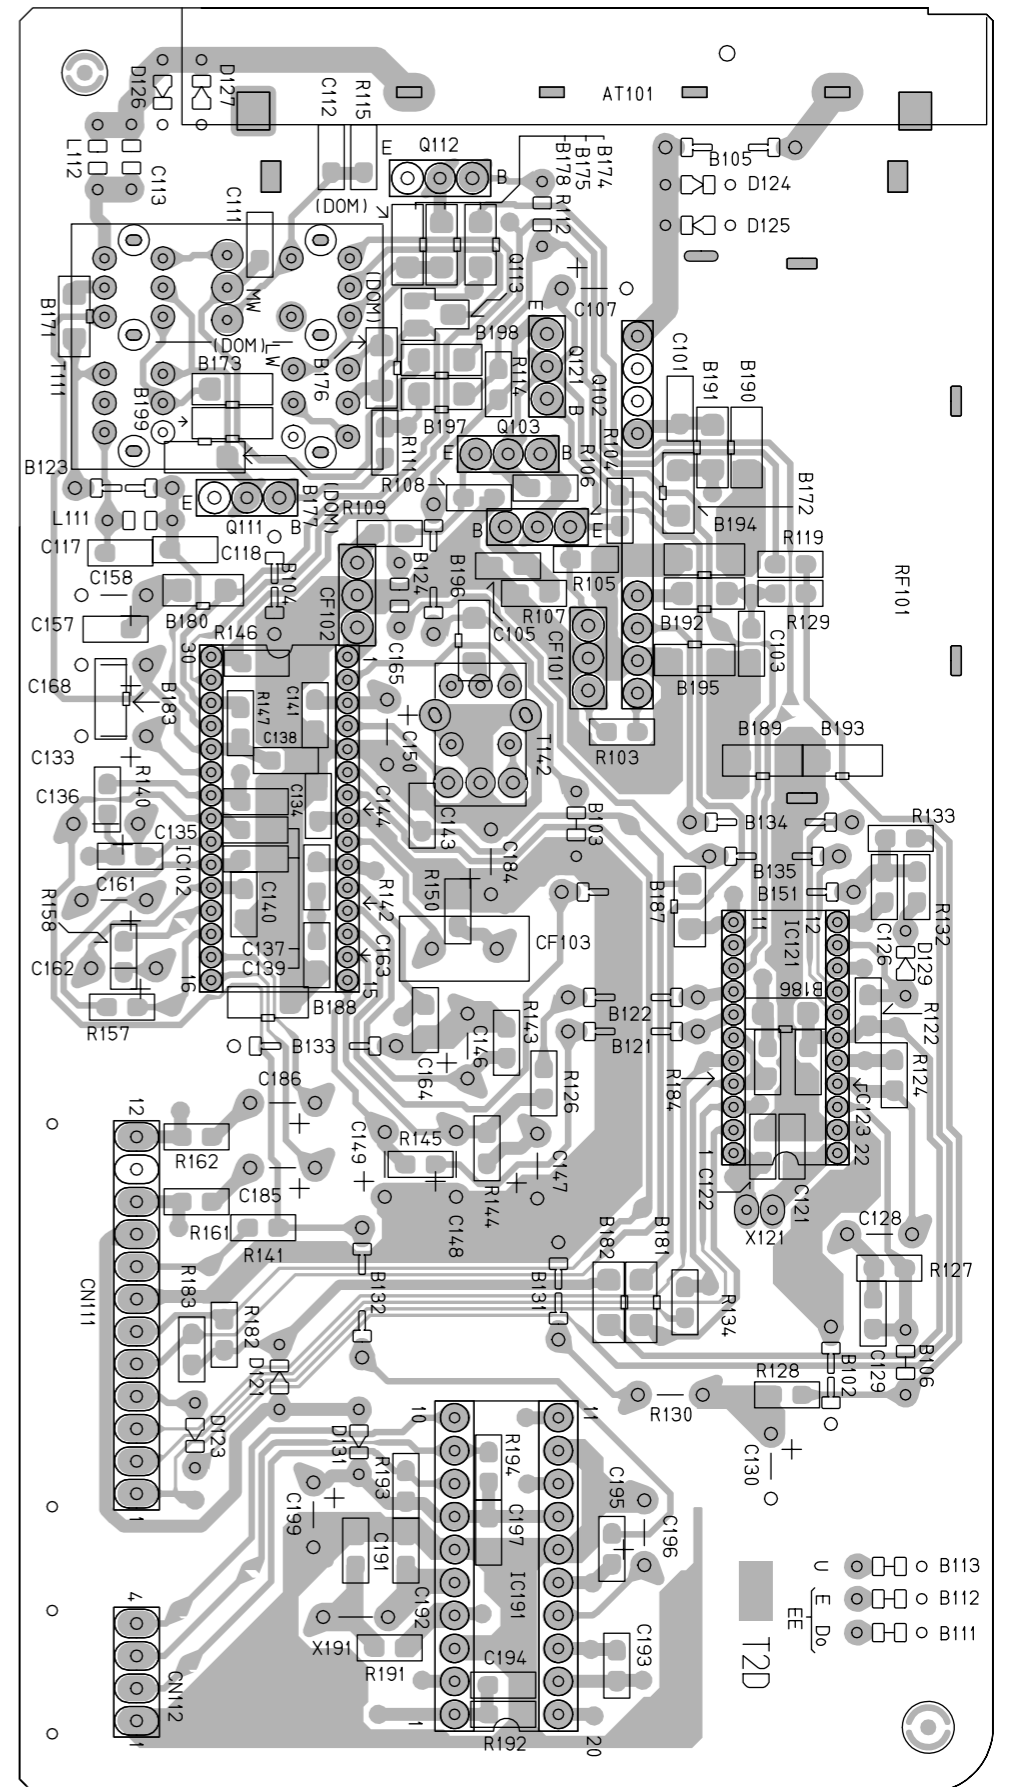 D126
D127
C112
R115
AT101
L112
C113
E
Q112
B
B174
B175
B178
B105
D124
D125
(DOM)
C111
R112
Q113
+
C107
B171
T111
MW
(DOM)
(DOM)
LW
B173
B176
B199
B198
E
Q121
B
R114
Q102
C101
B191
B190
B197
Q103
E
B
R111
R104
R106
B123
R108
B172
B194
L111
E
Q111
B
B177
(DOM)
R109
B
E
R119
C117
C118
C158
B104
CF102
B124
B196
R105
RF101
C157
B180
R146
C105
R107
CF101
B192
R129
C103
30
1
C165
B195
C168
+
B183
R147
C141
C138
+
C150
T142
R103
B189
B193
C133
+
R140
C136
C134
C144
C143
B103
B134
R133
C135
+
IC102
C184
B135
C161
R158
C140
R142
R150
B187
B151
11
IC121
12
C126
R132
D129
C162
+
C137
C139
C163
CF103
16
15
B186
R157
B188
B122
R122
B133
C164
+
C146
R143
B121
C186
+
R126
R184
R124
C123
12
R162
C149
+
R145
+
R144
+
C147
1
22
C122
C121
C185
+
R161
C148
X121
C128
R141
B182
B181
R127
CN111
R183
R182
B132
B131
R134
C129
B106
B102
D121
R128
R130
D123
D131
10
11
C130
+
1
R193
R194
C199
+
C195
+
C196
C191
C197
C192
IC191
4
X191
R191
C194
C193
CN112
1
1
R192
20
U
B113
E
B112
EE
Do
B111
T2D